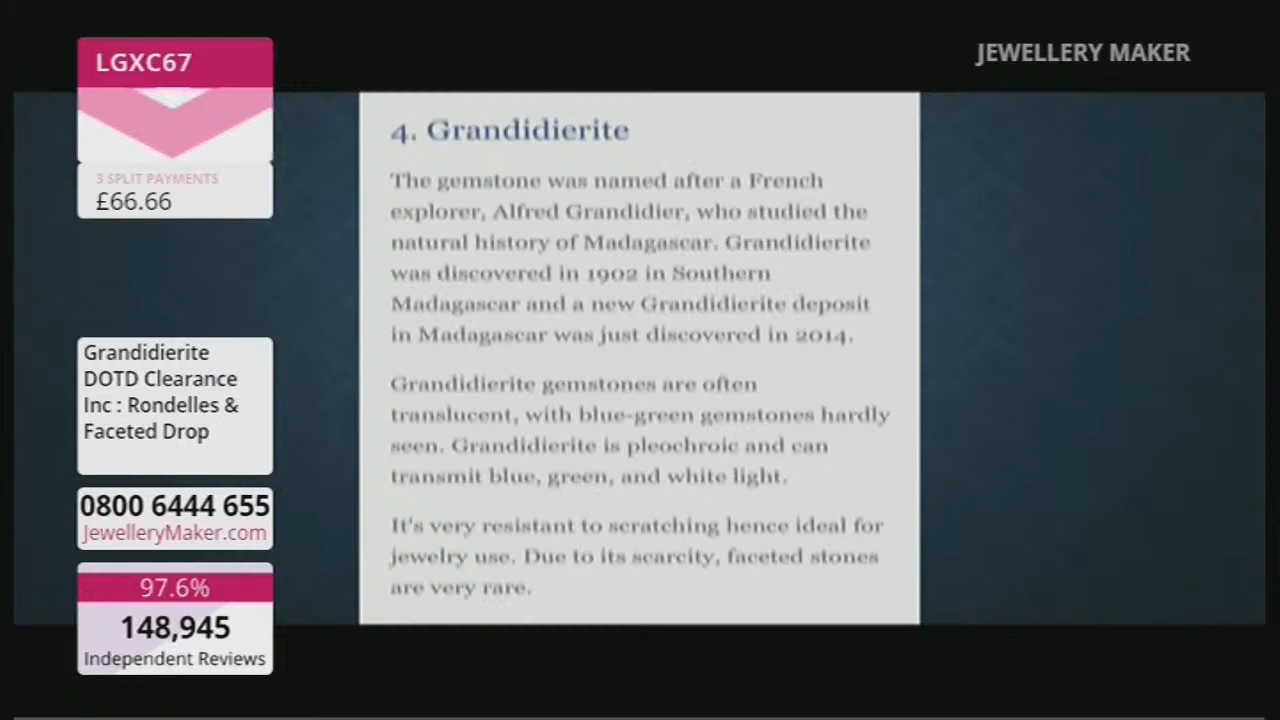 LGXC67
3 SPLIT PAYMENTS
£66.66
Grandidierite
DOTD Clearance
Inc : Rondelles &
Faceted Drop
0800 6444 655
JewelleryMaker.com
97.6%
148,945
Independent Reviews
JEWELLERY MAKER
4. Grandidierite
The gemstone was named after a French
explorer, Alfred Grandidier, who studied the
natural history of Madagascar. Grandidierite
was discovered in 1902 in Southern
Madagascar and a new Grandidierite deposit
in Madagascar was just discovered in 2014.
Grandidierite gemstones are often
translucent, with blue-green gemstones hardly
seen. Grandidierite is pleochroic and can
transmit blue, green, and white light.
It's very resistant to scratching hence ideal for
jewelry use. Due to its scarcity, faceted stones
are very rare.